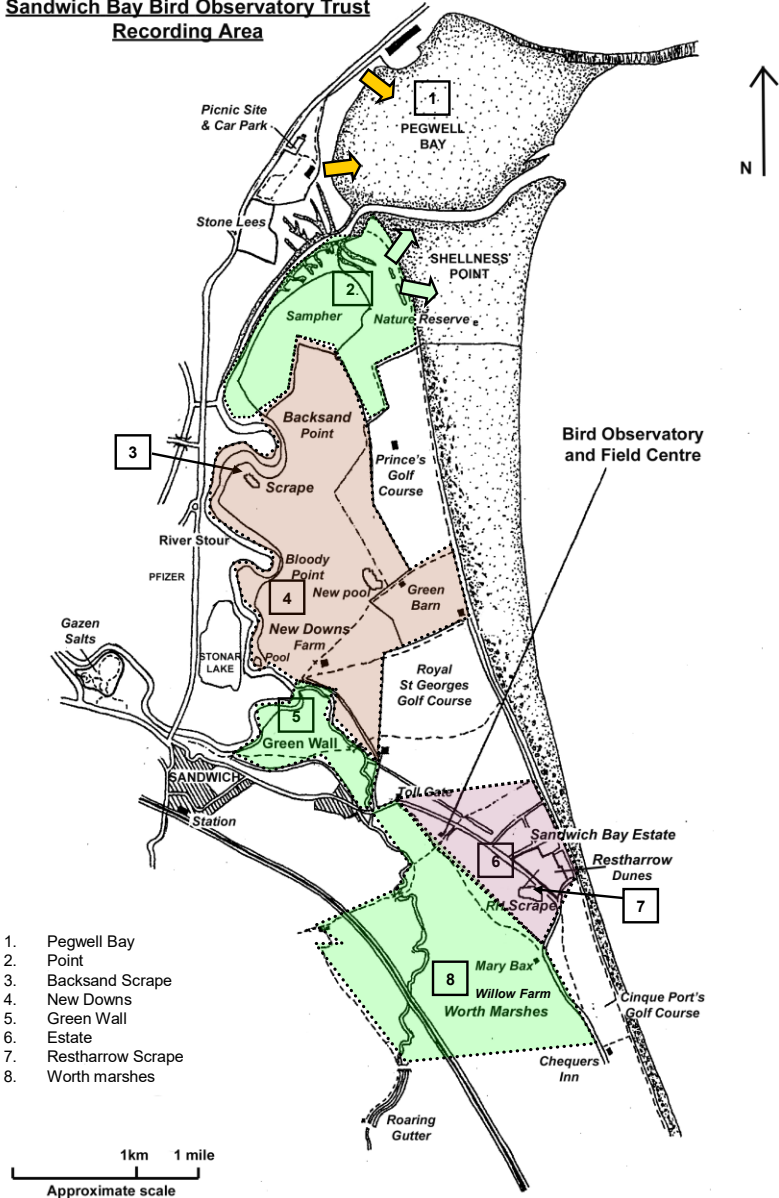 Sandwich Bay Bird Observatory Trust
Recording Area
1
PEGWELL
BAY
Picnic Site
& Car Park
N
Stone Lees
SHELLNESS
POINT
2.
Sampher
Nature Reserve
Backsand
Point
Bird Observatory
and Field Centre
3
Prince's
Golf
Course
Scrape
River Stour
Bloody
Point
PFIZER
New pool
Green
Barn
4
New Downs
Farm
Gazen
Salts
STONAR
LAKE
Pool
Royal
St Georges
Golf Course
5
Green Wall
SANDWICH
Toll Gate
Station
Sandwich Bay Estate
6
Restharrow
Dunes
RH Scrape
7
1. Pegwell Bay
2. Point
3. Backsand Scrape
4. New Downs
5. Green Wall
6. Estate
7. Restharrow Scrape
8. Worth marshes
Mary Bax
8
Willow Farm
Worth Marshes
Cinque Port's
Golf Course
Chequers
Inn
Roaring
Gutter
1km 1 mile
Approximate scale